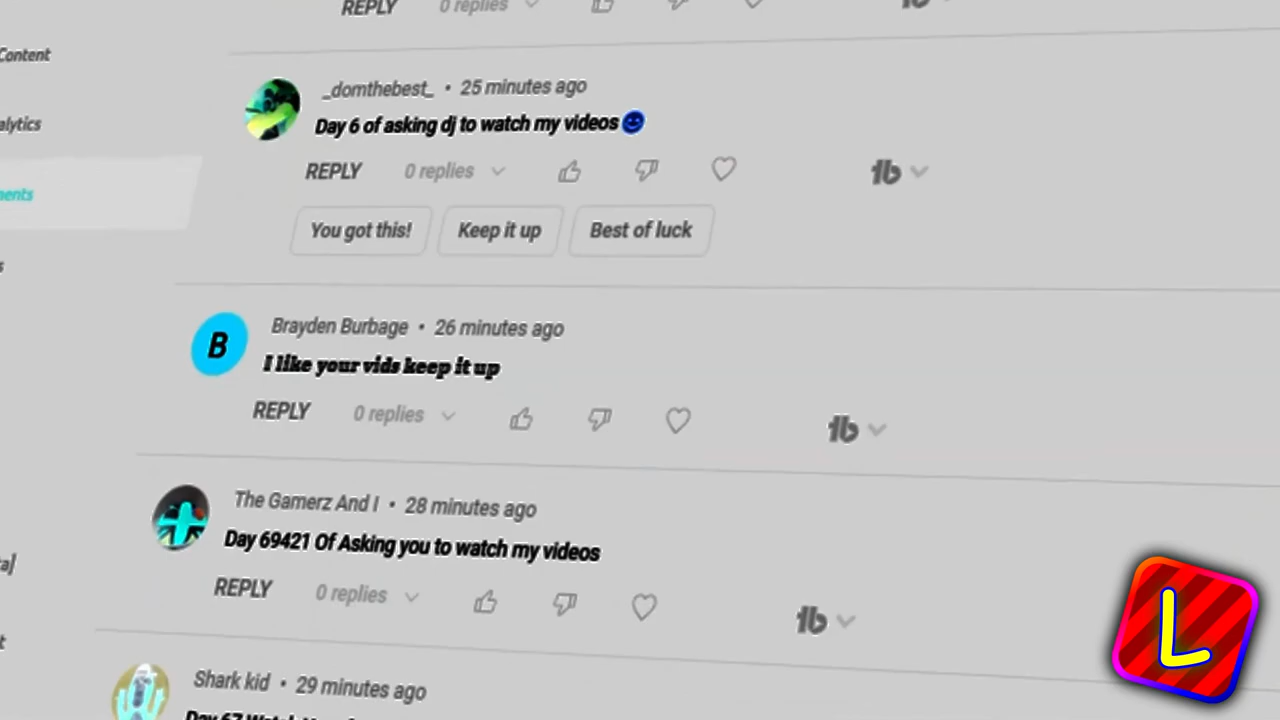 REPLY 0 replies
Content
_domthebest_ • 25 minutes ago
Day 6 of asking dj to watch my videos
REPLY 0 replies
You got this! Keep it up Best of luck
Brayden Burbage • 26 minutes ago
B
I like your vids keep it up
REPLY 0 replies
The Gamerz And I • 28 minutes ago
Day 69421 Of Asking you to watch my videos
REPLY 0 replies
Shark kid • 29 minutes ago
L